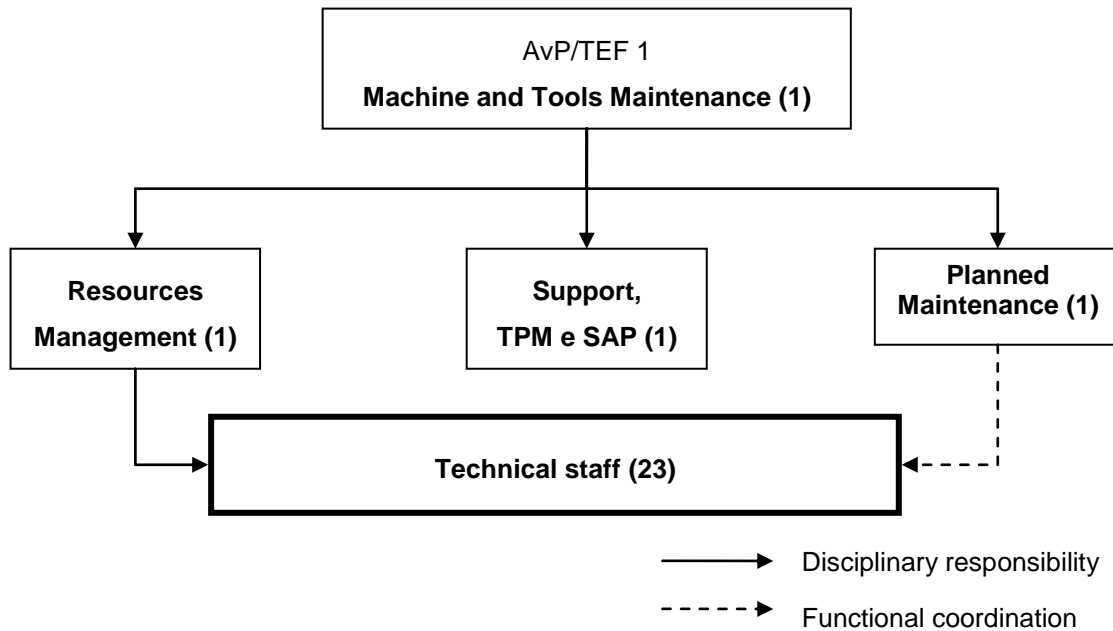 AvP/TEF 1
Machine and Tools Maintenance (1)
Resources
Management (1)
Support,
TPM e SAP (1)
Planned
Maintenance (1)
Technical staff (23)
Disciplinary responsibility
Functional coordination